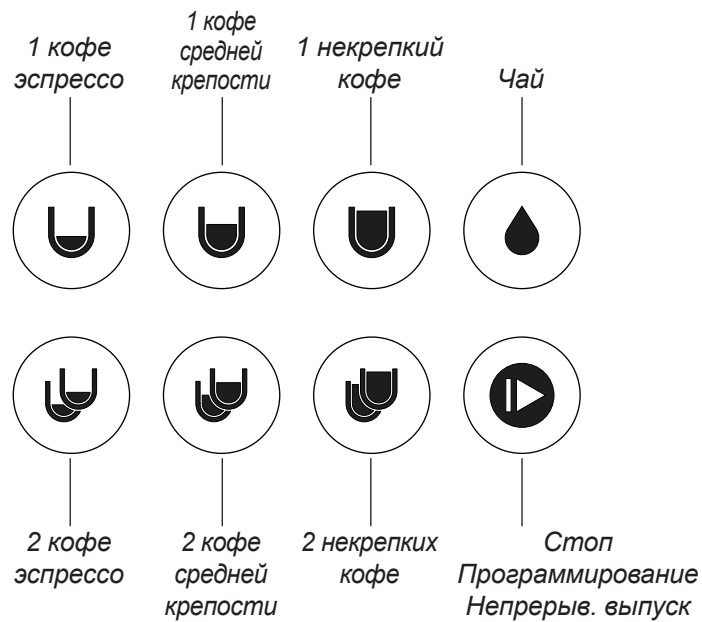 1 кофе
эспрессо
1 кофе
средней
крепости
1 некрепкий
кофе
Чай
2 кофе
эспрессо
2 кофе
средней
крепости
2 некрепких
кофе
Стоп
Программирование
Непрерыв. выпуск